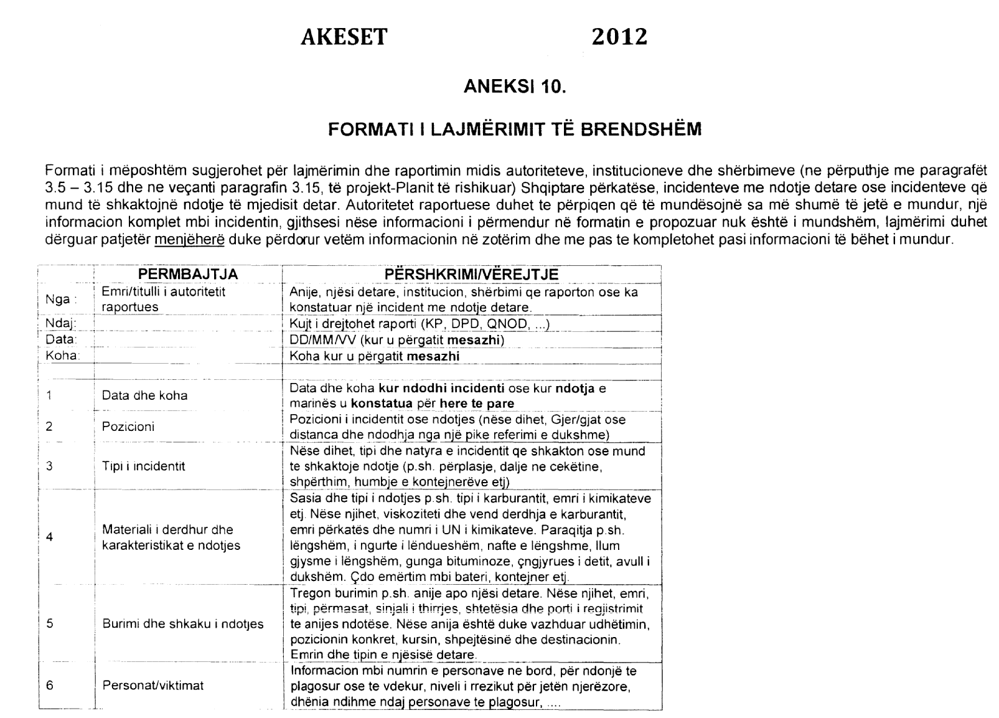 AKESET 2012
ANEKSI 10.
FORMATI I LAJMËRIMIT TË BRENDSHËM
Formati i mëposhtëm sugjerohet për lajmërimin dhe raportimin midis autoriteteve, institucioneve dhe shërbimeve (ne përputhje me paragrafët
3.5 – 3.15 dhe ne veçanti paragrafin 3.15, të projekt-Planit të rishikuar) Shqiptare përkatëse, incidenteve me ndotje detare ose incidenteve që
mund të shkaktojnë ndotje të mjedisit detar. Autoritetet raportuese duhet te përpiqen që të mundësojnë sa më shumë të jetë e mundur, një
informacion komplet mbi incidentin, gjithsesi nëse informacioni i përmendur në formatin e propozuar nuk është i mundshëm, lajmërimi duhet
dërguar patjetër menjëherë duke përdorur vetëm informacionin në zotërim dhe me pas te kompletohet pasi informacioni të bëhet i mundur.
PERMBAJTJA PËRSHKRIMI/VËREJTJE
Nga :
Emri/titulli i autoritetit
raportues
Anije, njësi detare, institucion, shërbimi qe raporton ose ka
konstatuar një incident me ndotje detare.
Ndaj: Kujt i drejtohet raporti (KP, DPD, QNOD, ...)
Data: DD/MM/VV (kur u përgatit mesazhi)
Koha: Koha kur u përgatit mesazhi
1
Data dhe koha
Data dhe koha kur ndodhi incidenti ose kur ndotja e
marinës u konstatua për here te pare
2
Pozicioni
Pozicioni i incidentit ose ndotjes (nëse dihet, Gjer/gjat ose
distanca dhe ndodhja nga një pike referimi e dukshme)
3
Tipi i incidentit
Nëse dihet, tipi dhe natyra e incidentit qe shkakton ose mund
te shkaktoje ndotje (p.sh. përplasje, dalje ne cekëtine,
shpërthim, humbje e kontejnerëve etj)
4
Materiali i derdhur dhe
karakteristikat e ndotjes
Sasia dhe tipi i ndotjes p.sh. tipi i karburantit, emri i kimikateve
etj. Nëse njihet, viskoziteti dhe vend derdhja e karburantit,
emri përkatës dhe numri i UN i kimikateve. Paraqitja p.sh.
lëngshëm, i ngurte i lëndueshëm, nafte e lëngshme, llum
gjysme i lëngshëm, gunga bituminoze, çngjyrues i detit, avull i
dukshëm. Çdo emërtim mbi bateri, kontejner etj.
5
Burimi dhe shkaku i ndotjes
Tregon burimin p.sh. anije apo njësi detare. Nëse njihet, emri,
tipi, përmasat, sinjali i thirrjes, shtetësia dhe porti i regjistrimit
te anijes ndotëse. Nëse anija është duke vazhduar udhëtimin,
pozicionin konkret, kursin, shpejtësinë dhe destinacionin.
Emrin dhe tipin e njësisë detare.
6
Personat/viktimat
Informacion mbi numrin e personave ne bord, për ndonjë te
plagosur ose te vdekur, niveli i rrezikut për jetën njerëzore,
dhënia ndihme ndaj personave te plagosur, ....